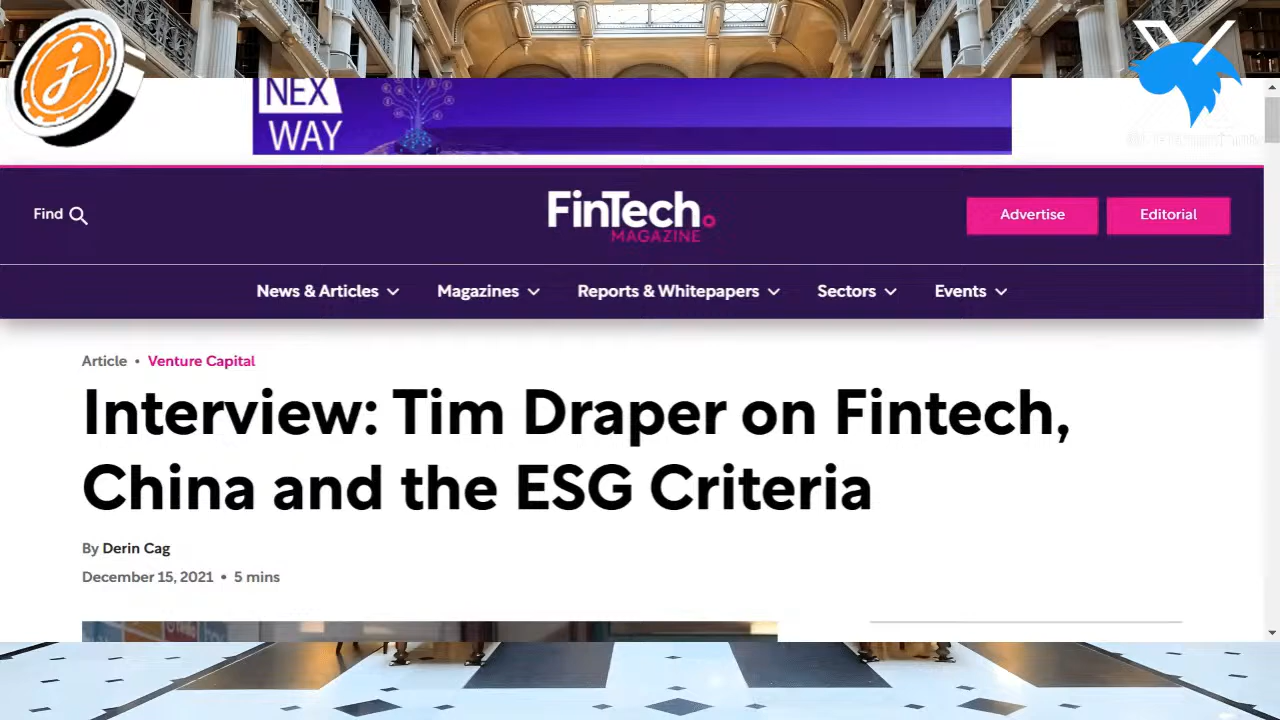 j
NEX
WAY
Find
FinTech
MAGAZINE
Advertise
Editorial
News & Articles
Magazines
Reports & Whitepapers
Sectors
Events
Article • Venture Capital
Interview: Tim Draper on Fintech,
China and the ESG Criteria
By Derin Cag
December 15, 2021 • 5 mins